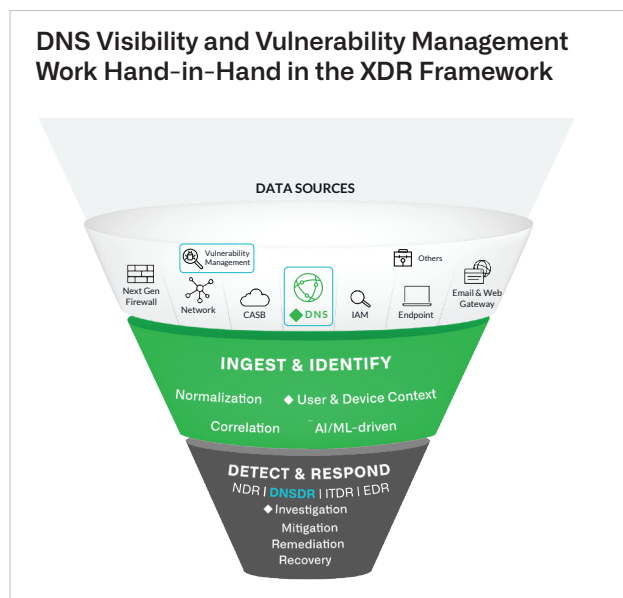 DNS Visibility and Vulnerability Management
Work Hand-in-Hand in the XDR Framework
DATA SOURCES
Vulnerability
Management
Others
Next Gen
Firewall
Network
CASB
DNS
IAM
Endpoint
Email & Web
Gateway
INGEST & IDENTIFY
Normalization
User & Device Context
Correlation
AI/ML-driven
DETECT & RESPOND
NDR | DNSDR | ITDR | EDR
Investigation
Mitigation
Remediation
Recovery